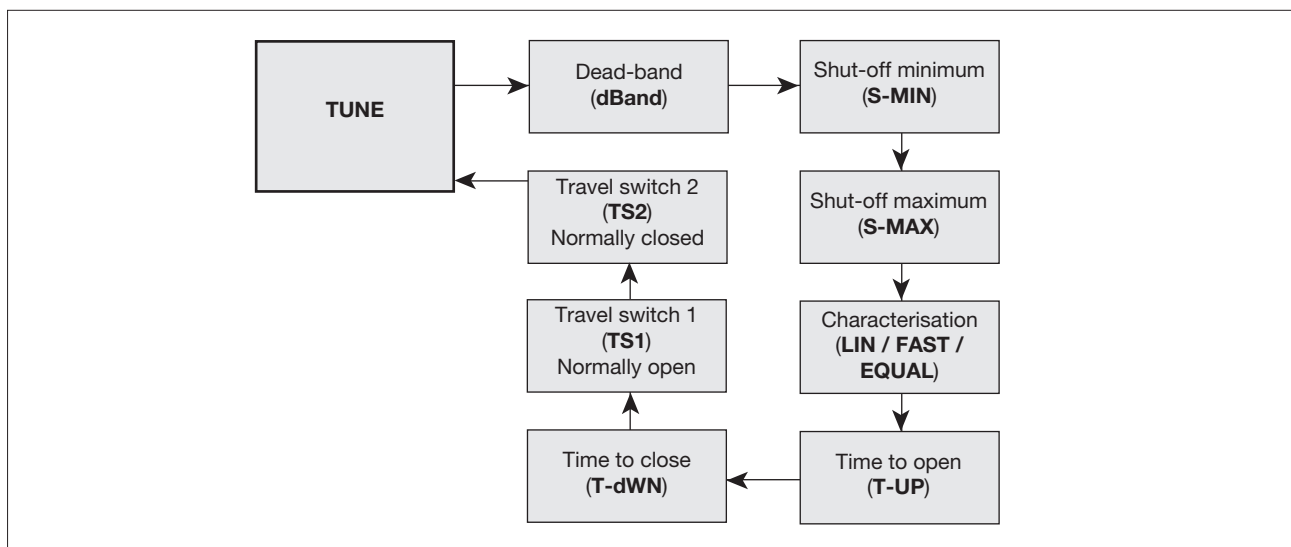 TUNE
Dead-band
(dBand)
Shut-off minimum
(S-MIN)
Shut-off maximum
(S-MAX)
Characterisation
(LIN / FAST /
EQUAL)
Time to open
(T-UP)
Time to close
(T-dWN)
Travel switch 1
(TS1)
Normally open
Travel switch 2
(TS2)
Normally closed